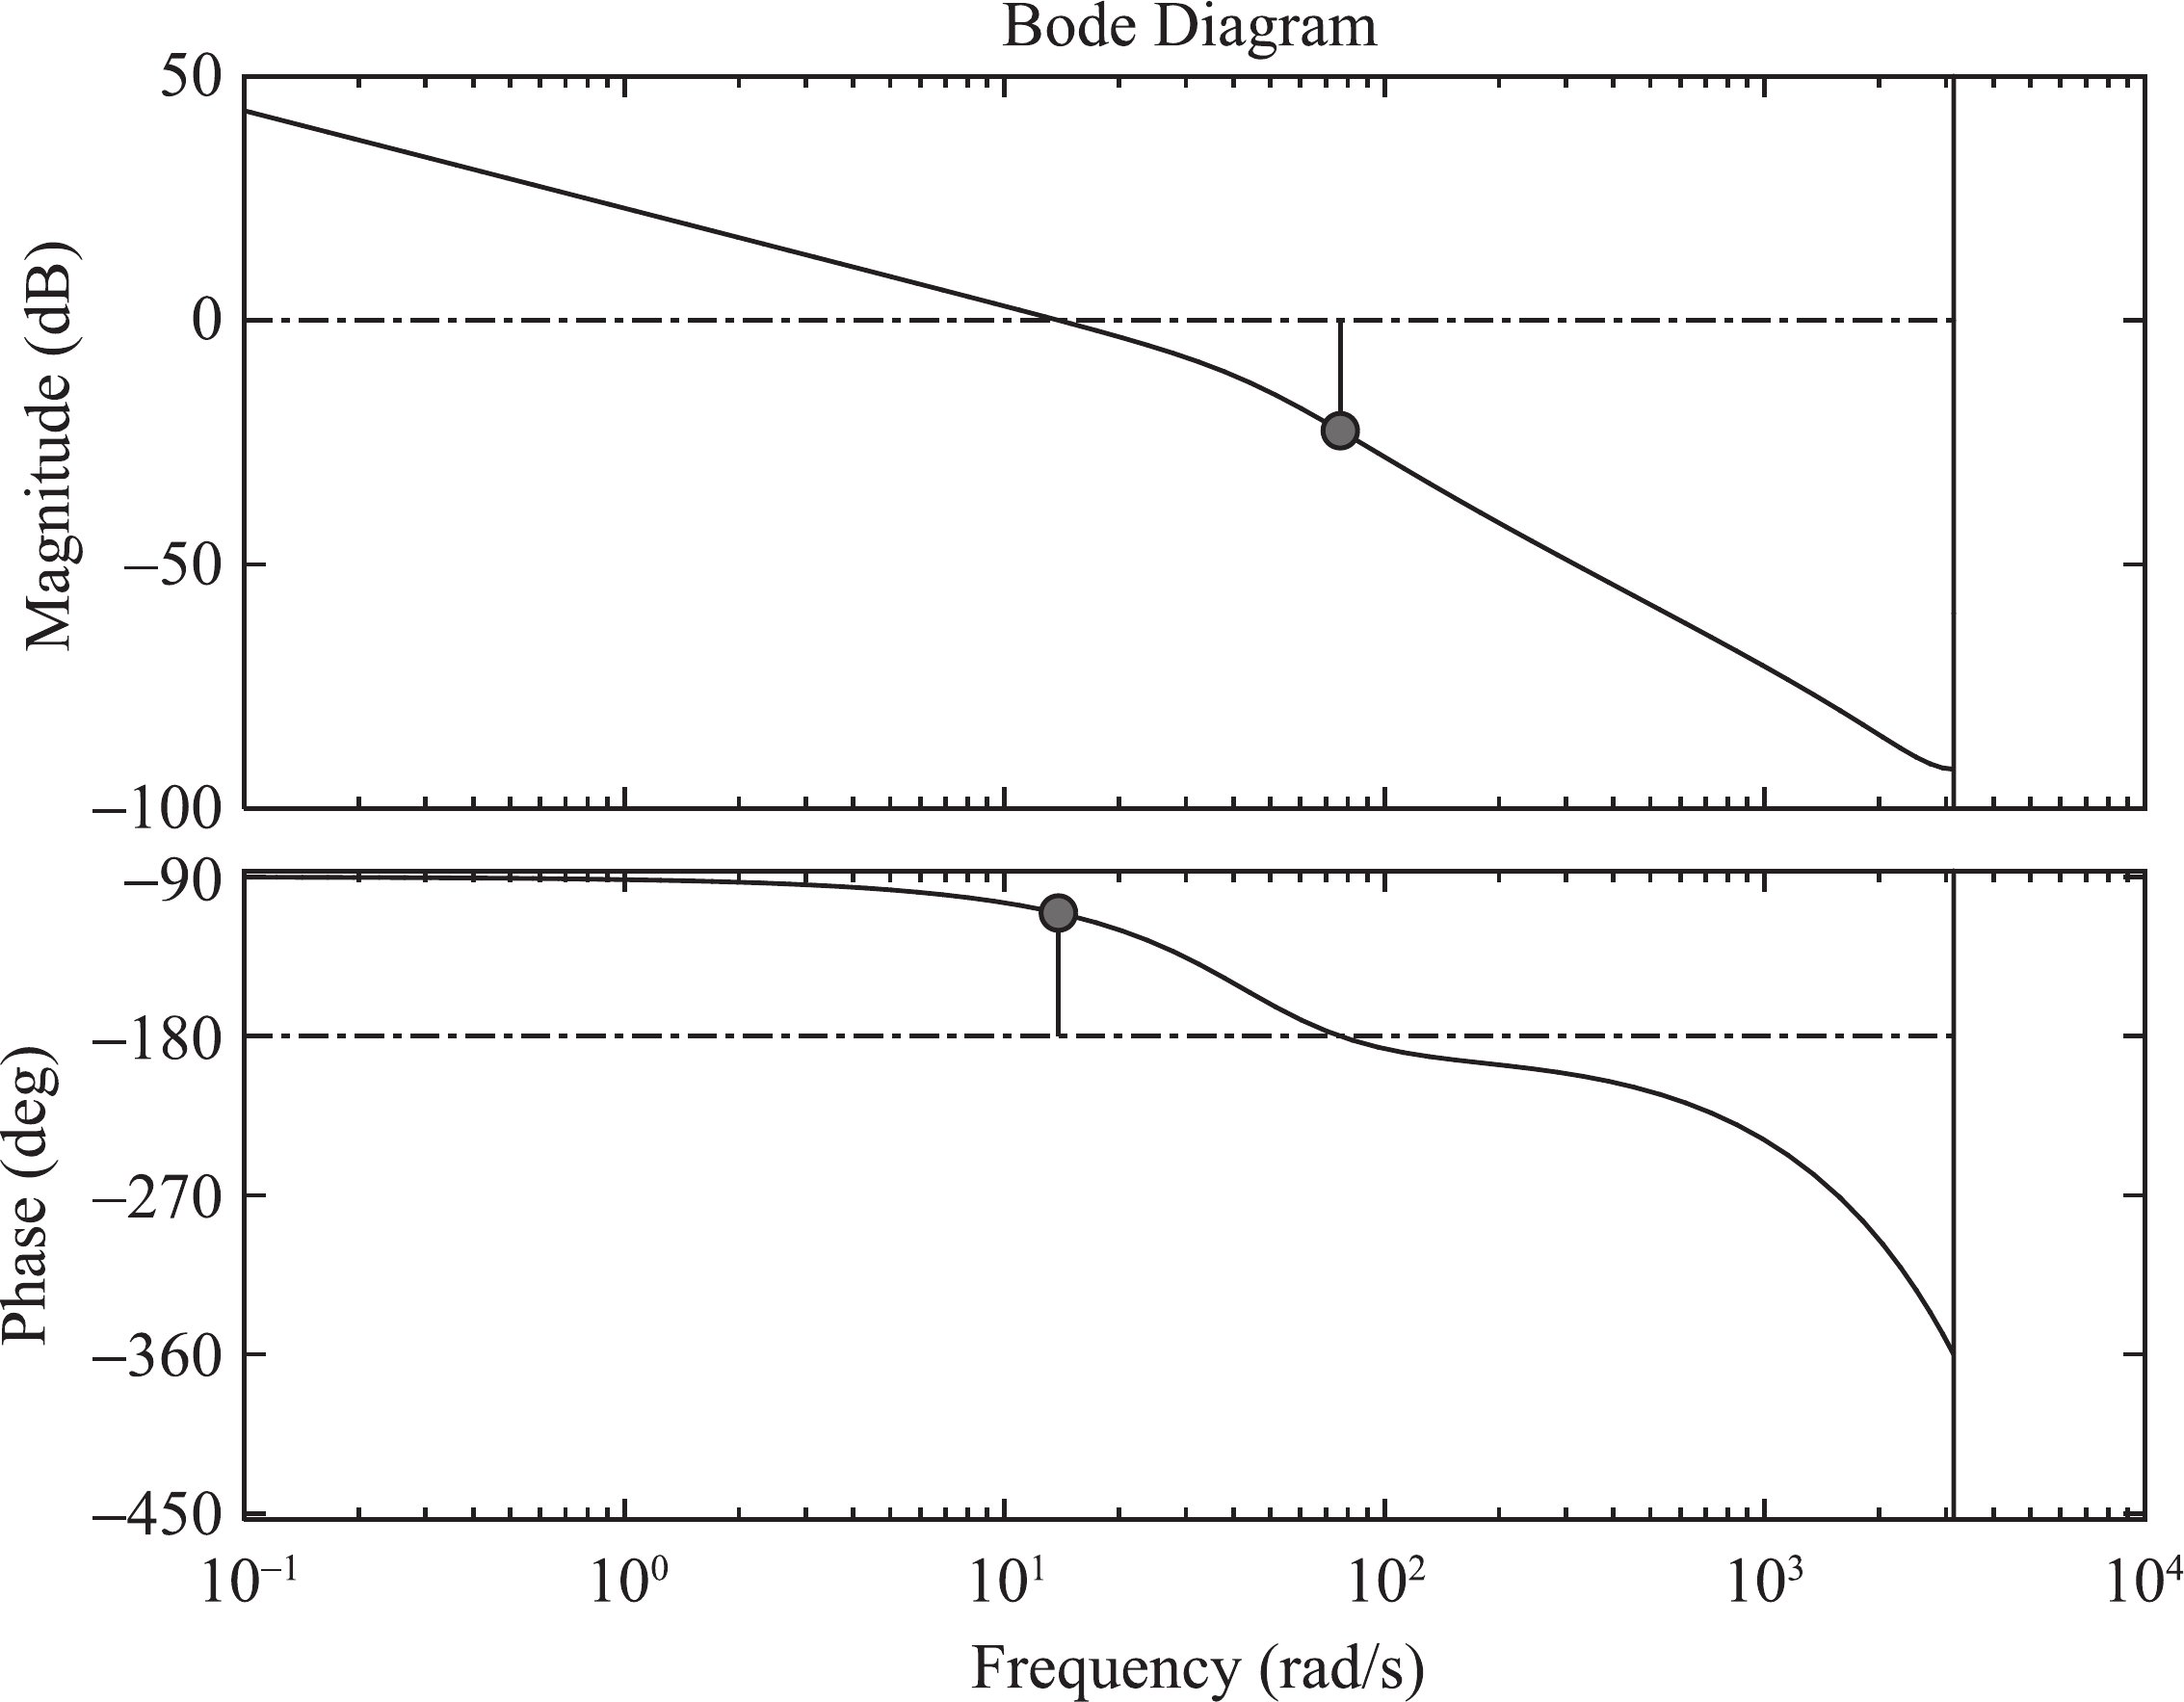 Bode Diagram
50
0
−50
−100
Magnitude (dB)
−90
−180
−270
−360
−450
Phase (deg)
10⁻¹ 10⁰ 10¹ 10² 10³ 10⁴
Frequency (rad/s)